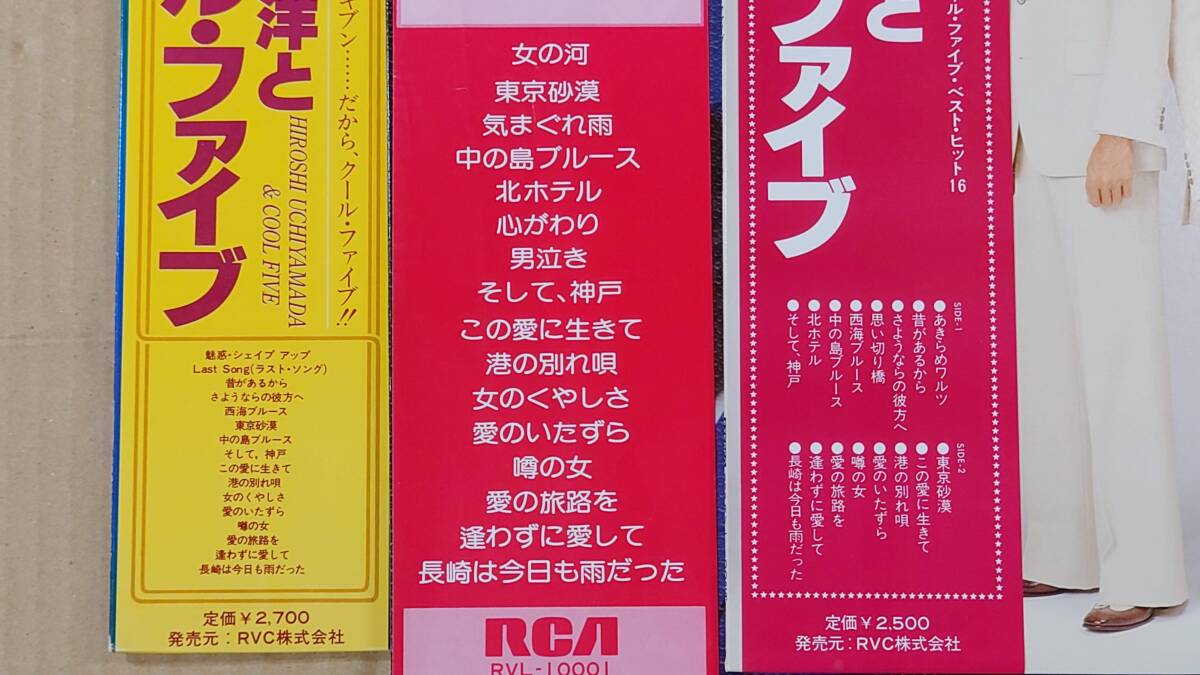 洋と
ル・ファイブ
HIROSHI UCHIYAMADA
& COOL FIVE
ブン……だから、クール・ファイブ!!
魅惑・シェイプ アップ
Last Song(ラスト・ソング)
昔があるから
さようならの彼方へ
西海ブルース
東京砂漠
中の島ブルース
そして，神戸
この愛に生きて
港の別れ唄
女のくやしさ
愛のいたずら
噂の女
愛の旅路を
逢わずに愛して
長崎は今日も雨だった
定価￥2,700
発売元：RVC株式会社
女の河
東京砂漠
気まぐれ雨
中の島ブルース
北ホテル
心がわり
男泣き
そして、神戸
この愛に生きて
港の別れ唄
女のくやしさ
愛のいたずら
噂の女
愛の旅路を
逢わずに愛して
長崎は今日も雨だった
RCA
RVL-10001
ル・ファイブ・ベスト・ヒット16
と
ファイブ
SIDE-1
●あきらめワルツ
●昔があるから
●さようならの彼方へ
●思い切り橋
●西海ブルース
●中の島ブルース
●北ホテル
●そして、神戸
SIDE-2
●東京砂漠
●この愛に生きて
●港の別れ唄
●愛のいたずら
●噂の女
●愛の旅路を
●逢わずに愛して
●長崎は今日も雨だった
定価￥2,500
発売元：RVC株式会社